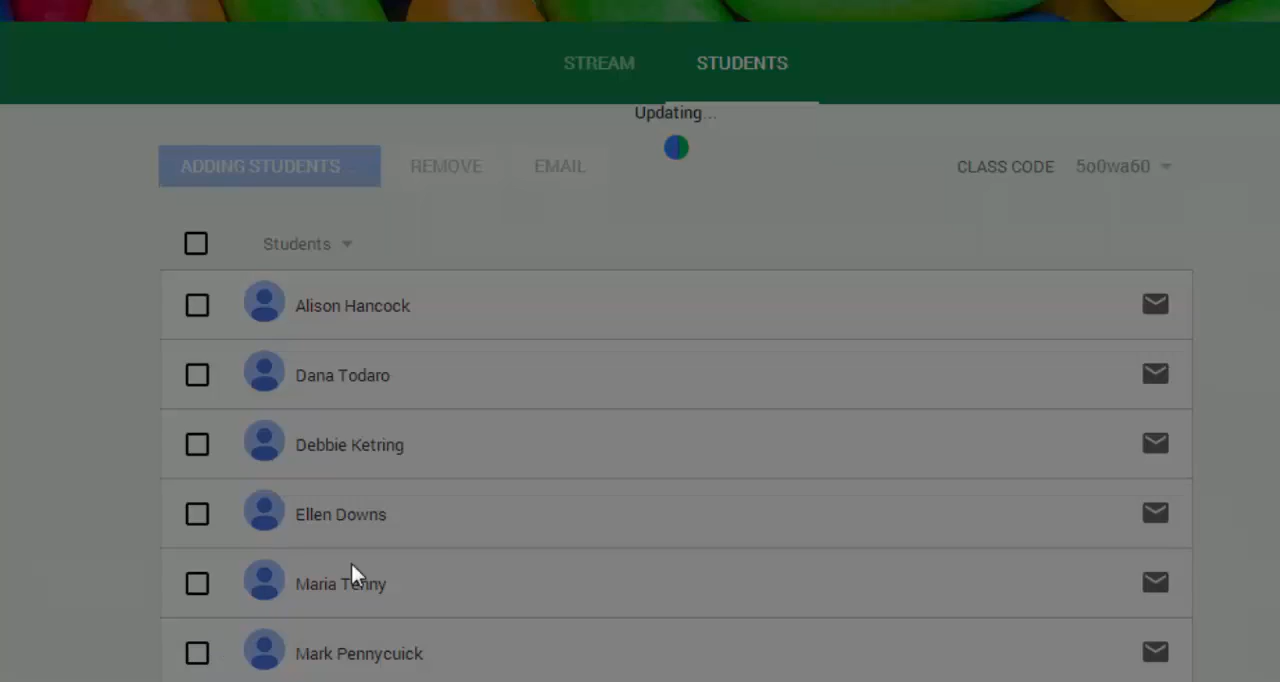 STREAM STUDENTS
Updating...
ADDING STUDENTS... REMOVE EMAIL CLASS CODE 5o0wa60
Students
Alison Hancock
Dana Todaro
Debbie Ketring
Ellen Downs
Maria Tenny
Mark Pennycuick